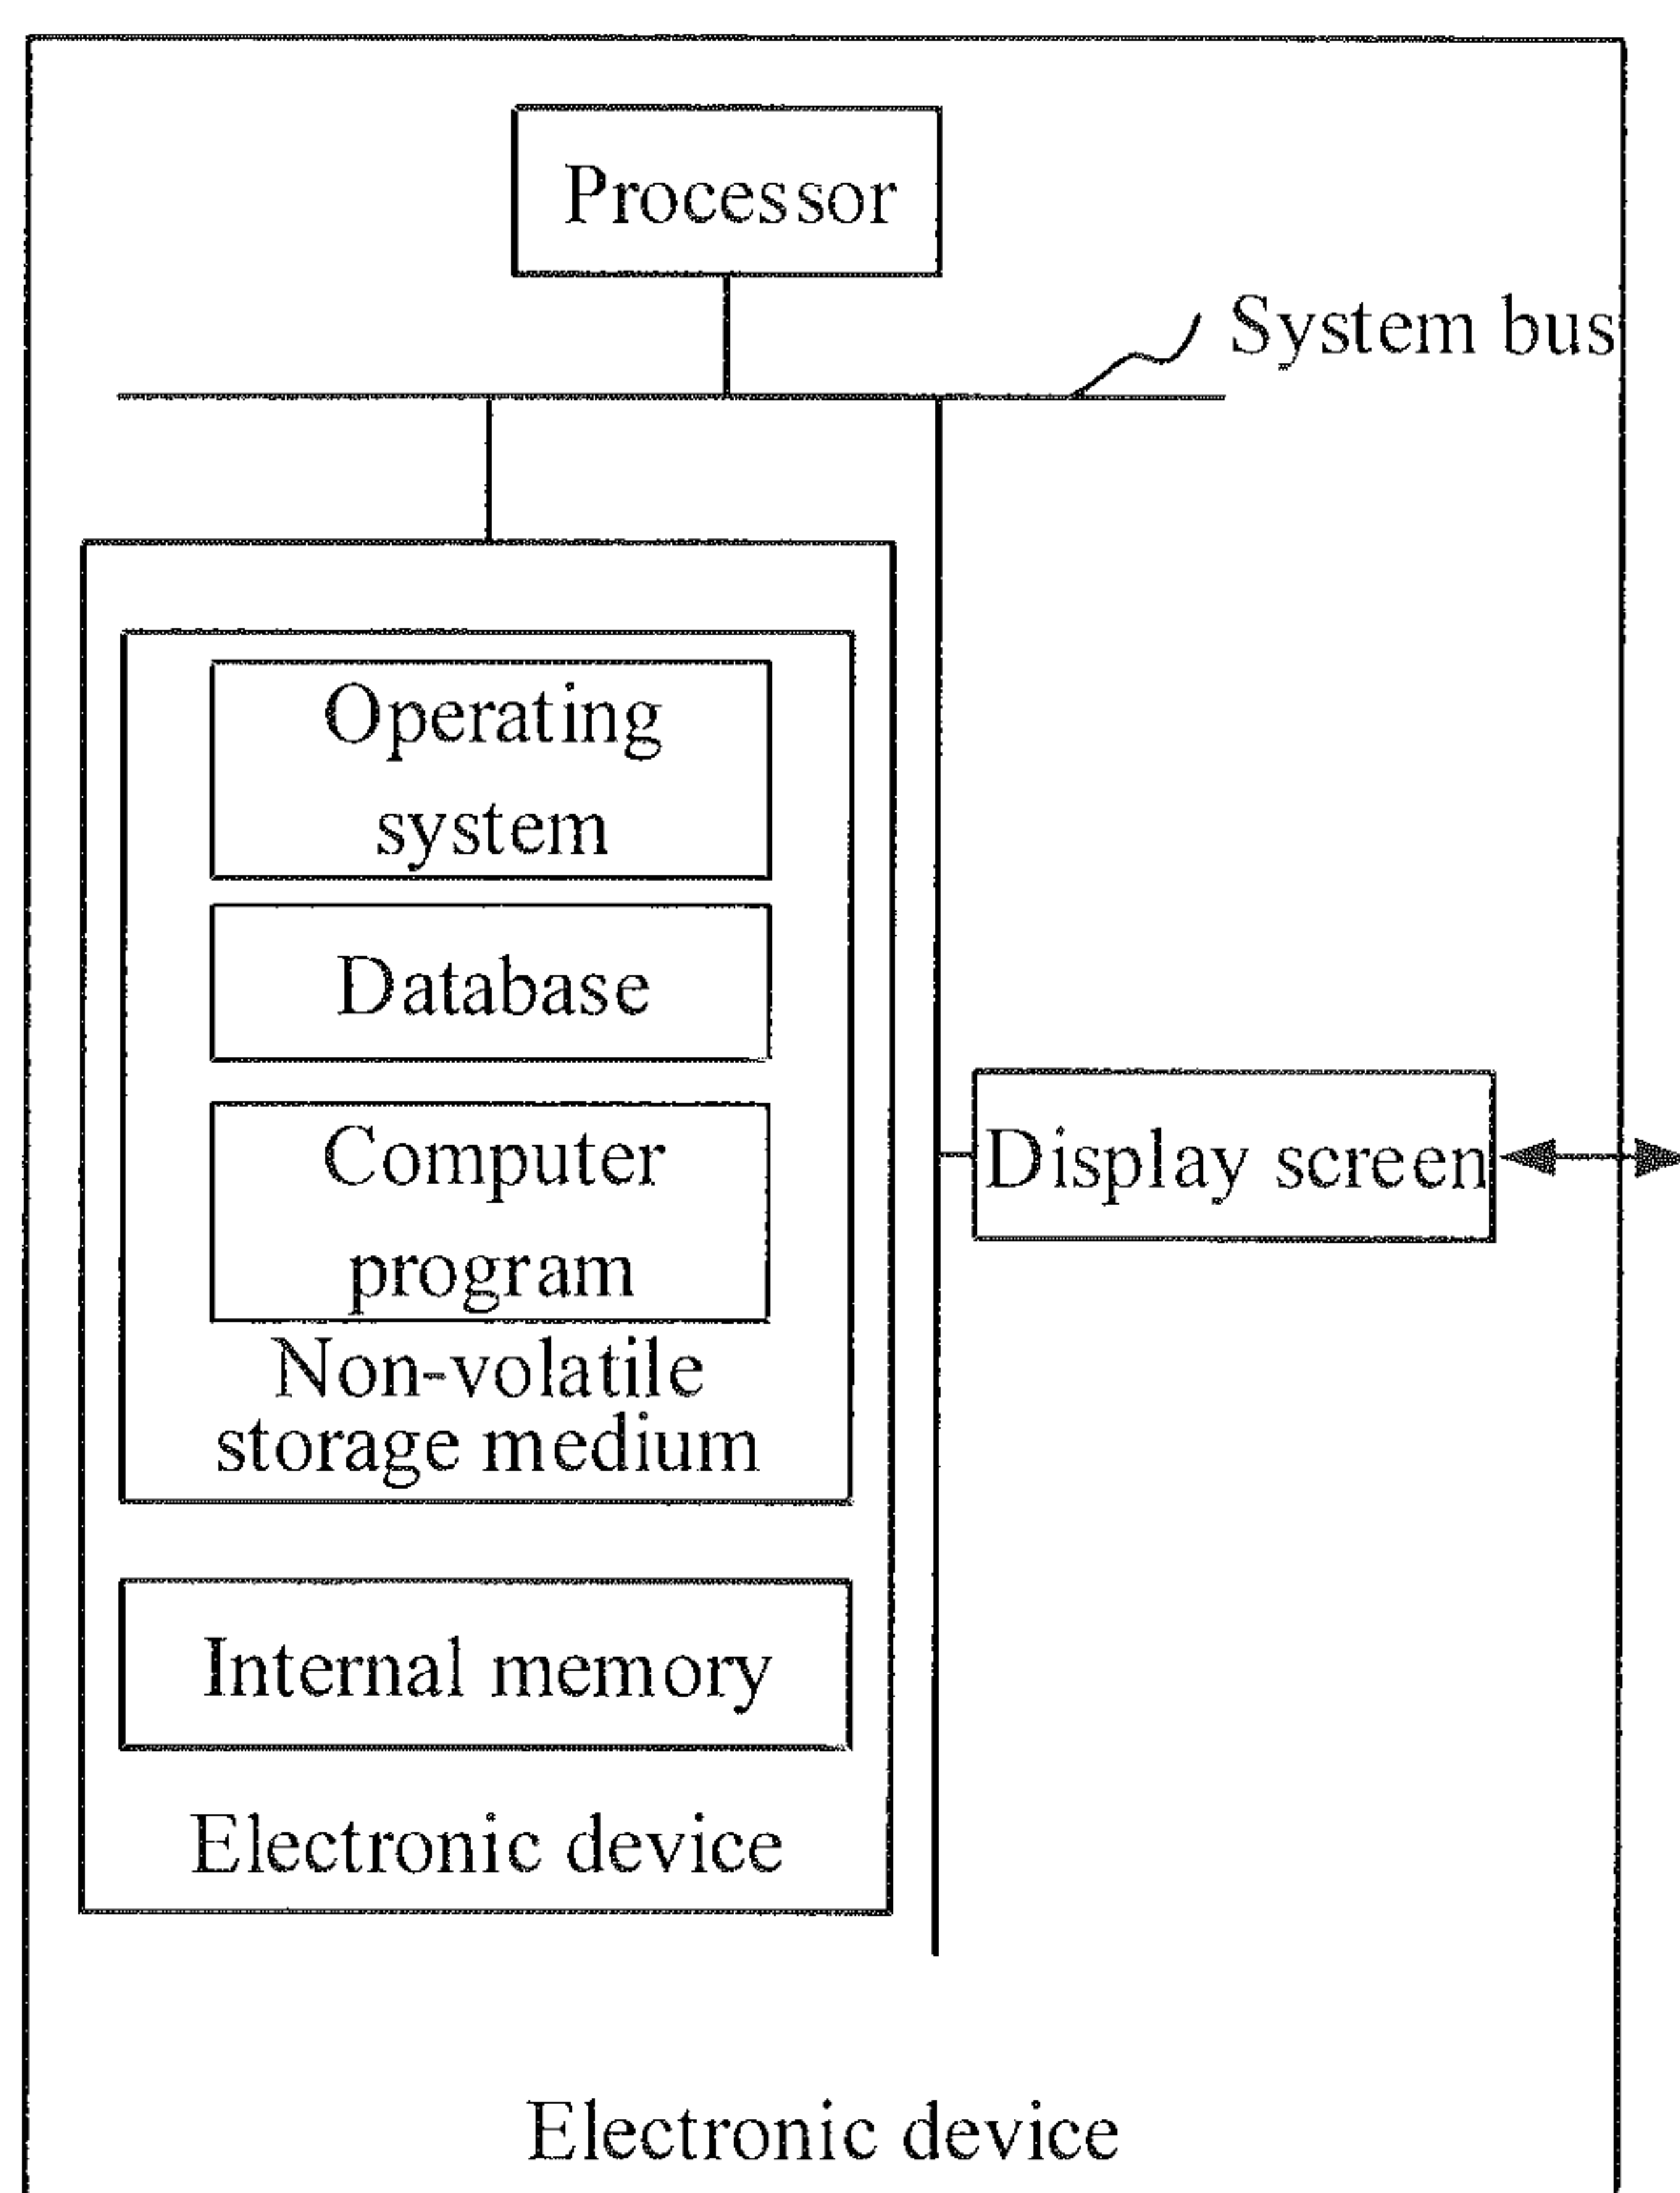 Processor
System bus
Operating
system
Database
Computer
program
Non-volatile
storage medium
Display screen
Internal memory
Electronic device
Electronic device